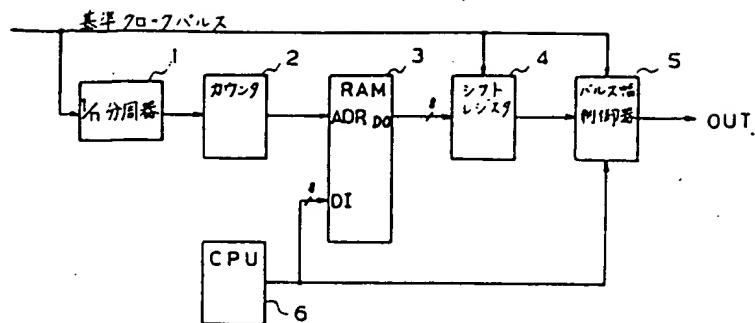 基準クロックパルス
1
1/n 分周器
2
カウンタ
3
RAM
ADR DO
DI
8
8
4
シフト
レジスタ
5
パルス幅
制御器
OUT.
CPU
6